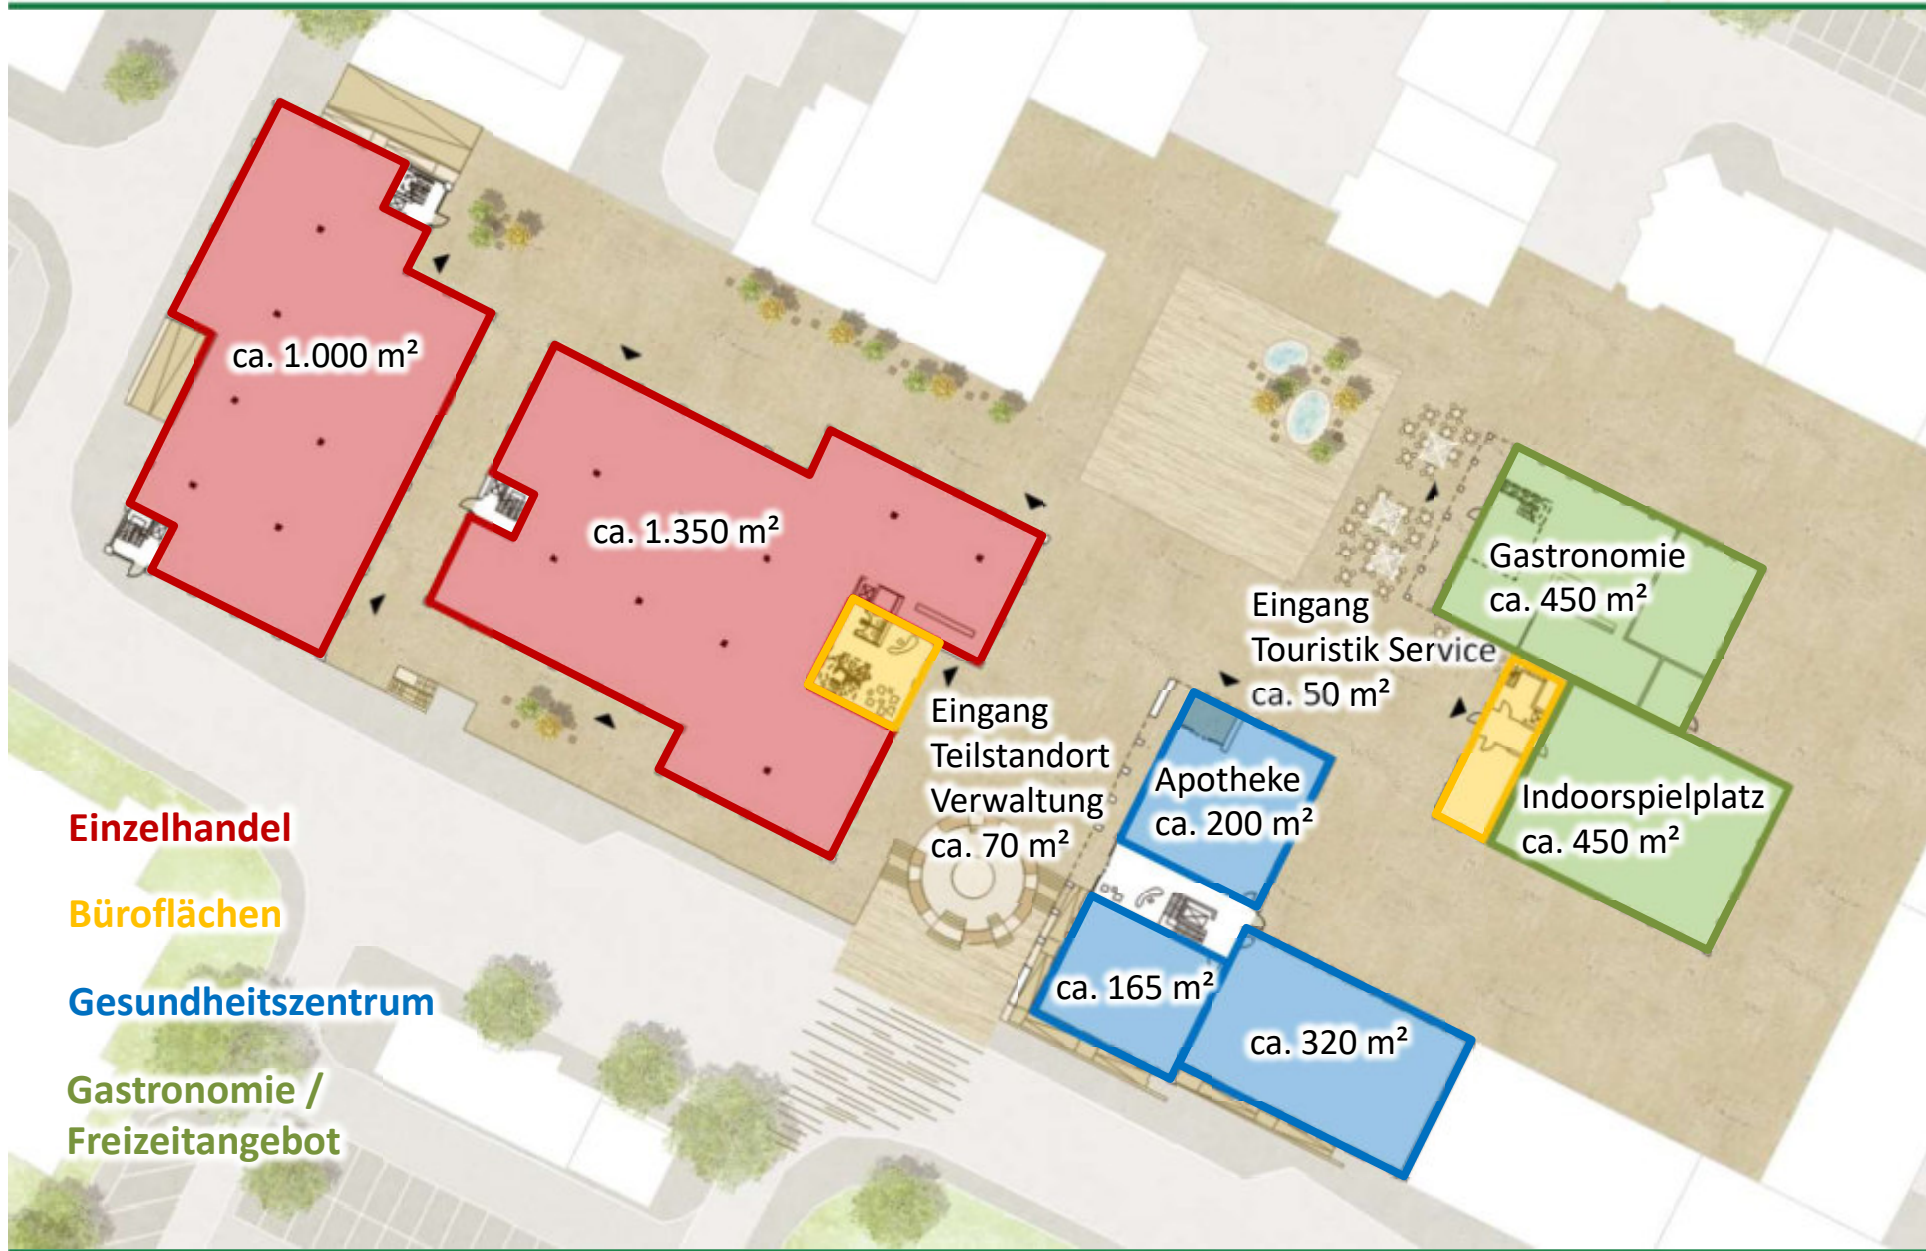 ca. 1.000 m²
ca. 1.350 m²
Gastronomie
ca. 450 m²
Eingang
Touristik Service
ca. 50 m²
Eingang
Teilstandort
Verwaltung
ca. 70 m²
Apotheke
ca. 200 m²
Indoorspielplatz
ca. 450 m²
ca. 165 m²
ca. 320 m²
Einzelhandel
Büroflächen
Gesundheitszentrum
Gastronomie /
Freizeitangebot